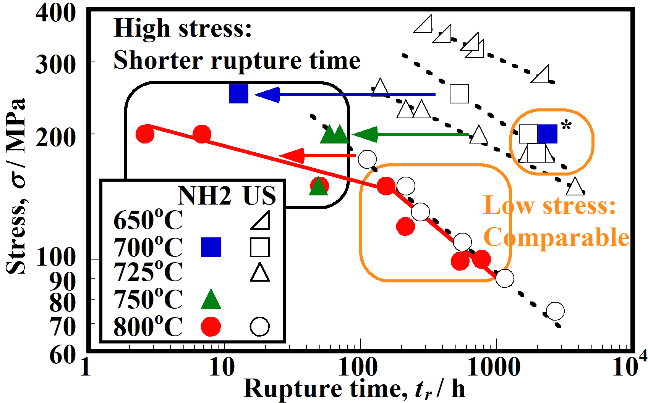 High stress:
Shorter rupture time
*
Low stress:
Comparable
NH2 US
650°C
700°C
725°C
750°C
800°C
Stress, σ / MPa
400
300
200
100
90
80
70
60
1 10 100 1000 10⁴
Rupture time, tᵣ / h